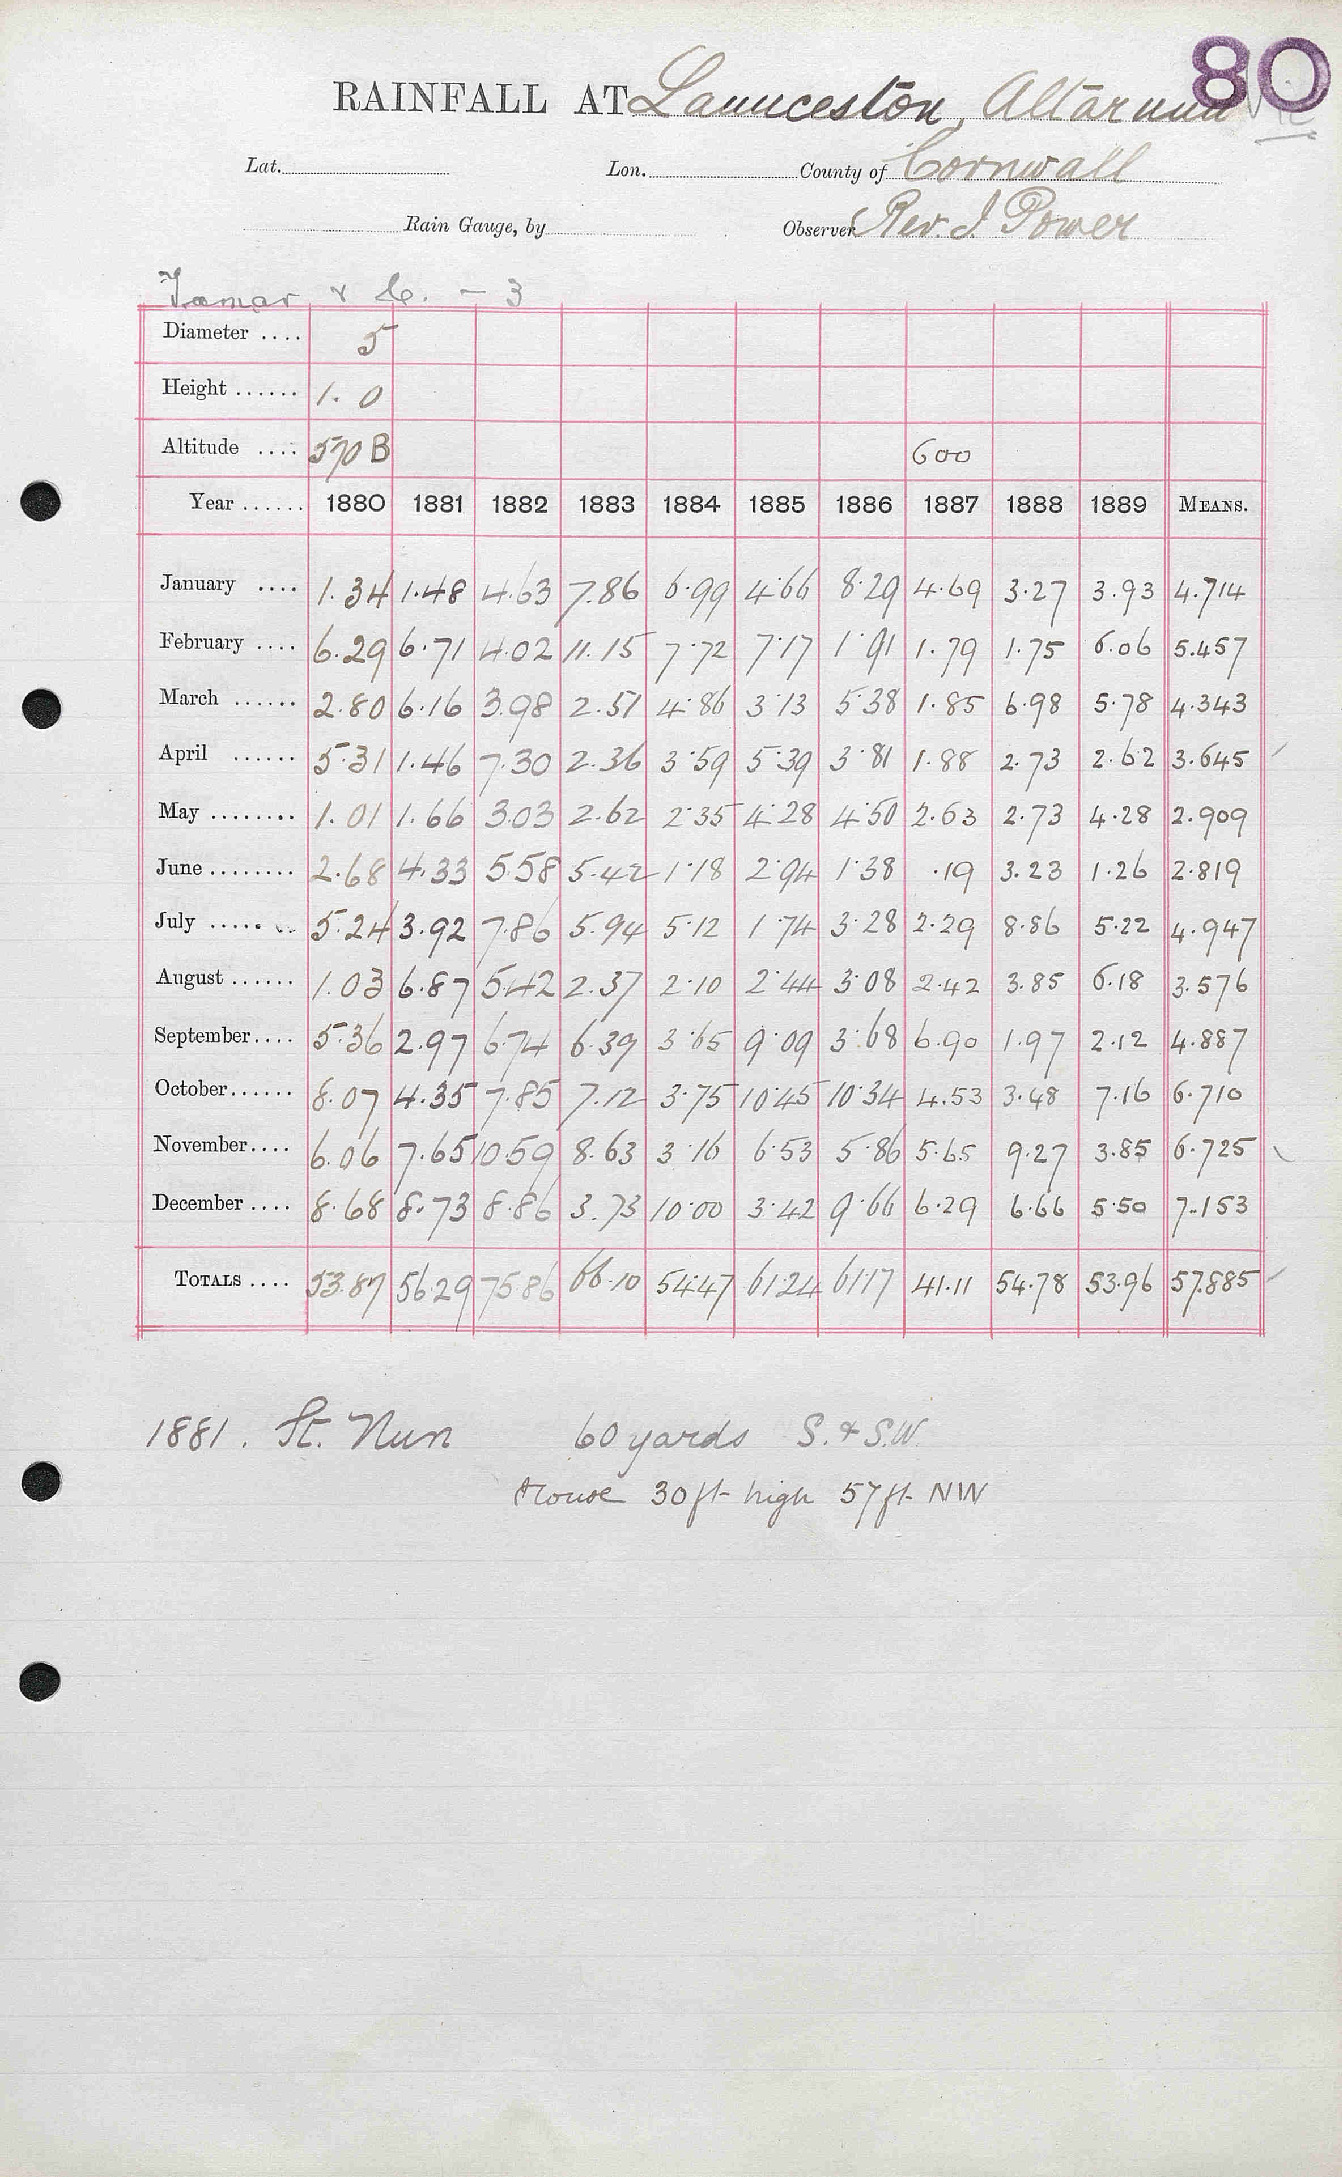 80
RAINFALL AT Launceston, Altarnun Vic
Lat. Lon. County of Cornwall
Rain Gauge, by Observer Rev. J. Power
Tamar & C. - 3
Diameter .... 5
Height ...... 1. 0
Altitude .... 570 B 600
Year ...... 1880 1881 1882 1883 1884 1885 1886 1887 1888 1889 MEANS.
January .... 1.34 1.48 4.63 7.86 6.99 4.66 8.29 4.69 3.27 3.93 4.714
February .... 6.29 6.71 4.02 11.15 7.72 7.17 1.91 1.79 1.75 6.06 5.457
March ...... 2.80 6.16 3.98 2.51 4.86 3.13 5.38 1.85 6.98 5.78 4.343
April ...... 5.31 1.46 7.30 2.36 3.59 5.39 3.81 1.88 2.73 2.62 3.645
May ........ 1.01 1.66 3.03 2.62 2.35 4.28 4.50 2.63 2.73 4.28 2.909
June ........ 2.68 4.33 5.58 5.42 1.18 2.94 1.38 .19 3.23 1.26 2.819
July ........ 5.24 3.92 7.86 5.94 5.12 1.74 3.28 2.29 8.86 5.22 4.947
August ...... 1.03 6.87 5.42 2.37 2.10 2.44 3.08 2.42 3.85 6.18 3.576
September .... 5.36 2.97 6.74 6.39 3.65 9.09 3.68 6.90 1.97 2.12 4.887
October ...... 8.07 4.35 7.85 7.12 3.75 10.45 10.34 4.53 3.48 7.16 6.710
November .... 6.06 7.65 10.59 8.63 3.16 6.53 5.86 5.65 9.27 3.85 6.725
December .... 8.68 8.73 8.86 3.73 10.00 3.42 9.66 6.29 6.66 5.50 7.153
TOTALS .... 53.87 56.29 75.86 66.10 54.47 61.24 61.17 41.11 54.78 53.96 57.885
1881. St. Nun 60 yards S. & S.W.
House 30 ft high 57 ft. NW